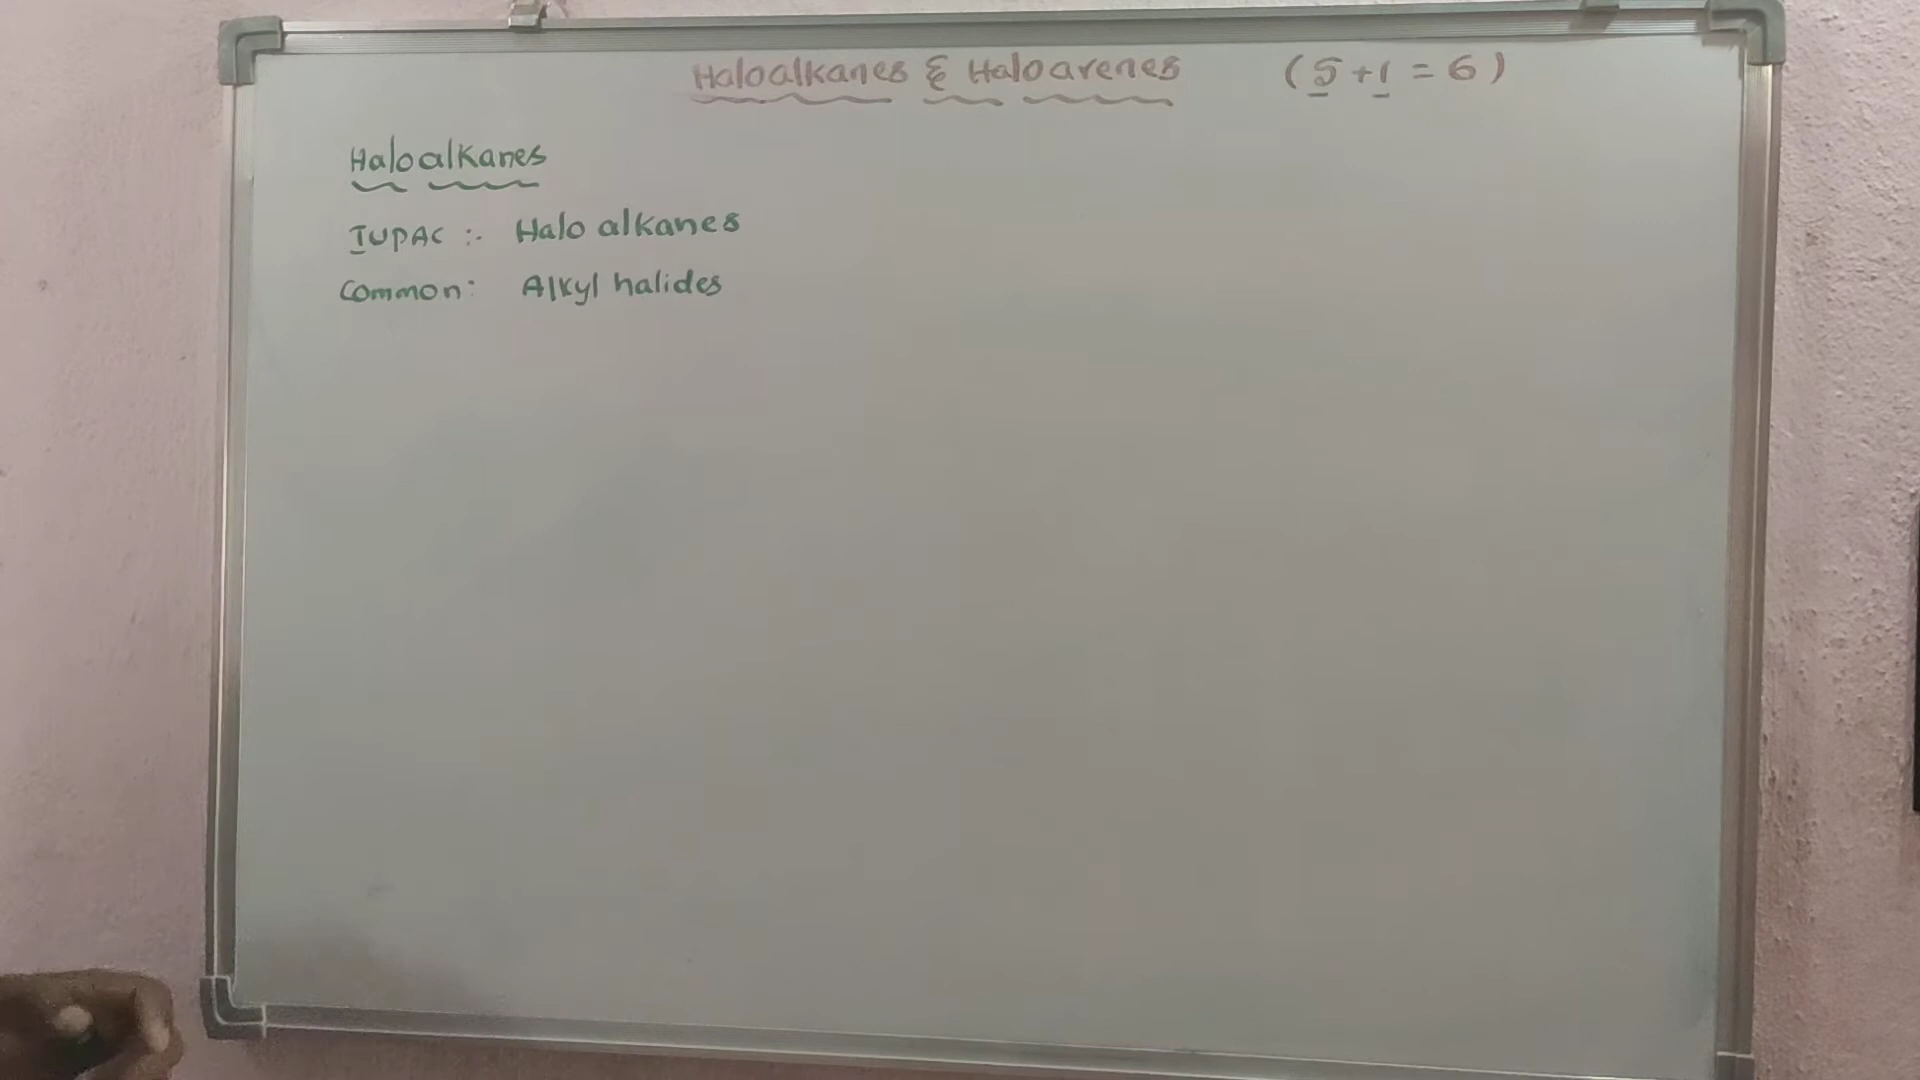 Haloalkanes & Haloarenes (5+1=6)
Haloalkanes
IUPAC :- Halo alkanes
Common: Alkyl halides